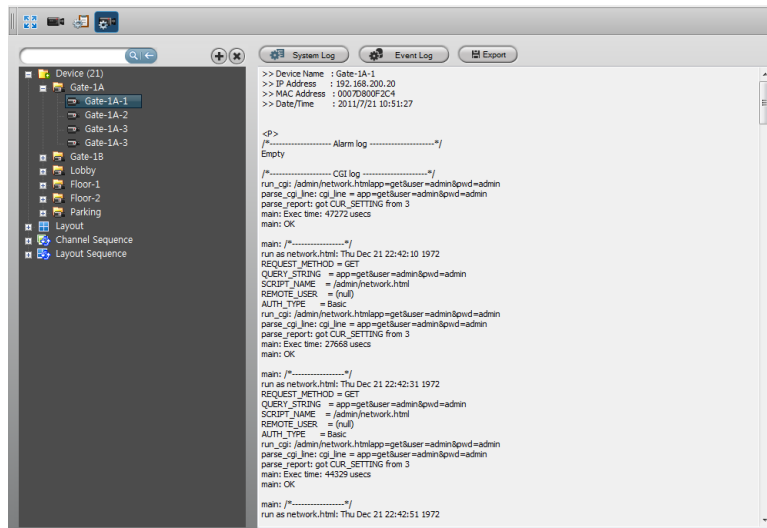 System Log
Event Log
Export
Device (21)
Gate-1A
Gate-1A-1
Gate-1A-2
Gate-1A-3
Gate-1A-3
Gate-1B
Lobby
Floor-1
Floor-2
Parking
Layout
Channel Sequence
Layout Sequence
>> Device Name : Gate-1A-1
>> IP Address : 192.168.200.20
>> MAC Address : 0007D800F2C4
>> Date/Time : 2011/7/21 10:51:27
<P>
/*-------------------- Alarm log ---------------------*/
Empty
/*-------------------- CGI log ---------------------*/
run_cgi: /admin/network.htmlapp=get&user=admin&pwd=admin
parse_cgi_line: cgi_line = app=get&user=admin&pwd=admin
parse_report: got CUR_SETTING from 3
main: Exec time: 47272 usecs
main: OK
main: /*-----------------*/
run as network.html: Thu Dec 21 22:42:10 1972
REQUEST_METHOD = GET
QUERY_STRING = app=get&user=admin&pwd=admin
SCRIPT_NAME = /admin/network.html
REMOTE_USER = (null)
AUTH_TYPE = Basic
run_cgi: /admin/network.htmlapp=get&user=admin&pwd=admin
parse_cgi_line: cgi_line = app=get&user=admin&pwd=admin
parse_report: got CUR_SETTING from 3
main: Exec time: 27668 usecs
main: OK
main: /*-----------------*/
run as network.html: Thu Dec 21 22:42:31 1972
REQUEST_METHOD = GET
QUERY_STRING = app=get&user=admin&pwd=admin
SCRIPT_NAME = /admin/network.html
REMOTE_USER = (null)
AUTH_TYPE = Basic
run_cgi: /admin/network.htmlapp=get&user=admin&pwd=admin
parse_cgi_line: cgi_line = app=get&user=admin&pwd=admin
parse_report: got CUR_SETTING from 3
main: Exec time: 44329 usecs
main: OK
main: /*-----------------*/
run as network.html: Thu Dec 21 22:42:51 1972